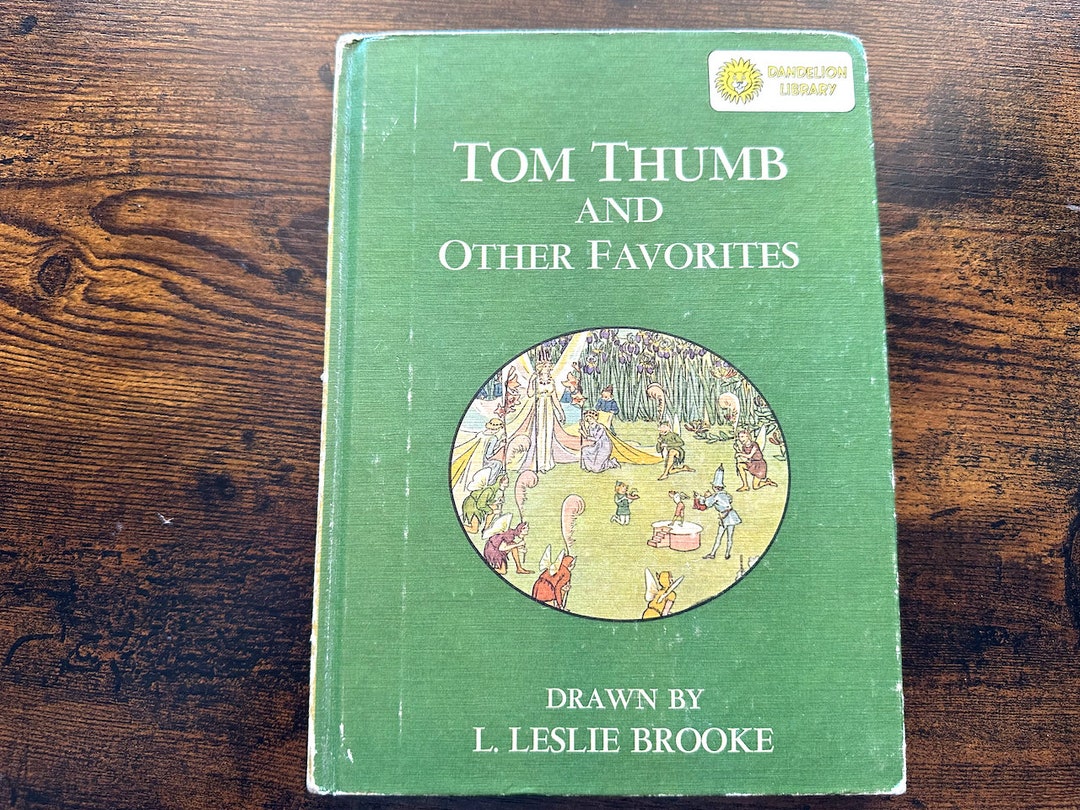 DANDELION
LIBRARY
TOM THUMB
AND
OTHER FAVORITES
DRAWN BY
L. LESLIE BROOKE